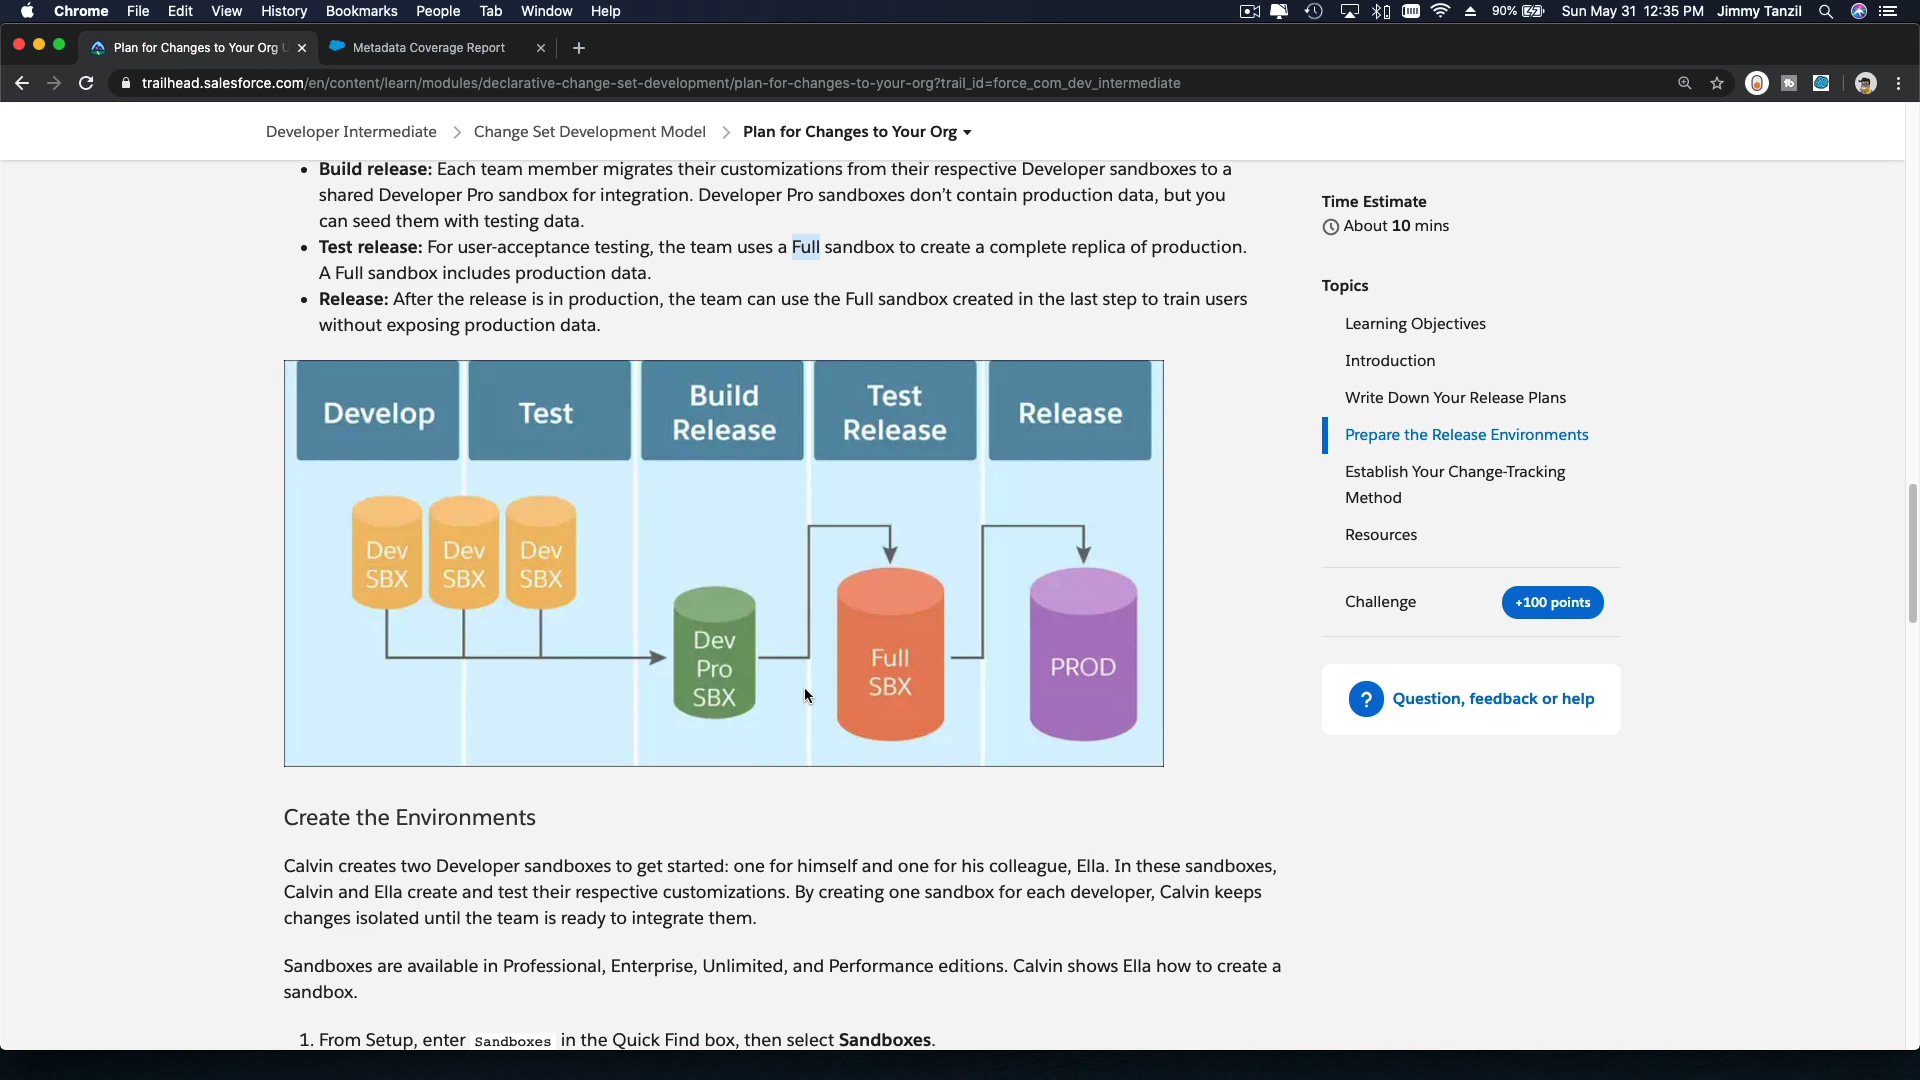 Chrome File Edit View History Bookmarks People Tab Window Help 90% Sun May 31 12:35 PM Jimmy Tanzil
Plan for Changes to Your Org U
Metadata Coverage Report
trailhead.salesforce.com/en/content/learn/modules/declarative-change-set-development/plan-for-changes-to-your-org?trail_id=force_com_dev_intermediate
Developer Intermediate > Change Set Development Model > Plan for Changes to Your Org
• Build release: Each team member migrates their customizations from their respective Developer sandboxes to a
shared Developer Pro sandbox for integration. Developer Pro sandboxes don’t contain production data, but you
can seed them with testing data.
• Test release: For user-acceptance testing, the team uses a Full sandbox to create a complete replica of production.
A Full sandbox includes production data.
• Release: After the release is in production, the team can use the Full sandbox created in the last step to train users
without exposing production data.
Develop
Test
Build
Release
Test
Release
Release
Dev
SBX
Dev
SBX
Dev
SBX
Dev
Pro
SBX
Full
SBX
PROD
Create the Environments
Calvin creates two Developer sandboxes to get started: one for himself and one for his colleague, Ella. In these sandboxes,
Calvin and Ella create and test their respective customizations. By creating one sandbox for each developer, Calvin keeps
changes isolated until the team is ready to integrate them.
Sandboxes are available in Professional, Enterprise, Unlimited, and Performance editions. Calvin shows Ella how to create a
sandbox.
1. From Setup, enter Sandboxes in the Quick Find box, then select Sandboxes.
Time Estimate
About 10 mins
Topics
Learning Objectives
Introduction
Write Down Your Release Plans
Prepare the Release Environments
Establish Your Change-Tracking
Method
Resources
Challenge
+100 points
? Question, feedback or help